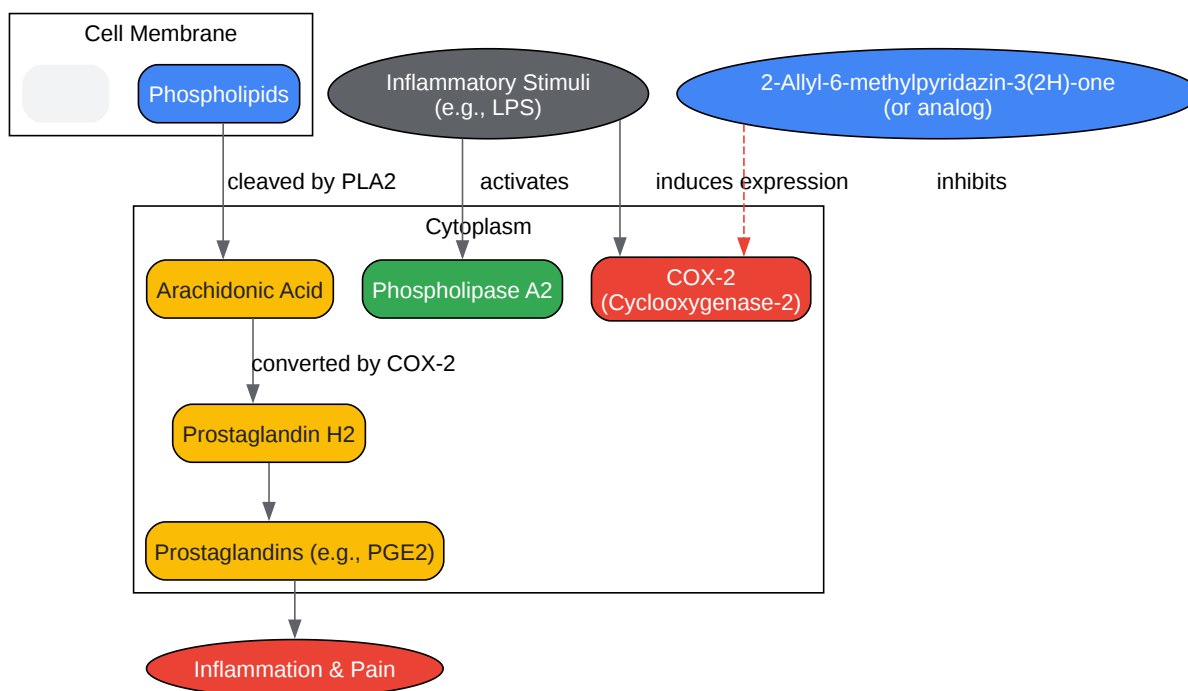 Cell Membrane
Phospholipids
Inflammatory Stimuli
(e.g., LPS)
2-Allyl-6-methylpyridazin-3(2H)-one
(or analog)
cleaved by PLA2
activates
induces expression
inhibits
Cytoplasm
Arachidonic Acid
Phospholipase A2
COX-2
(Cyclooxygenase-2)
converted by COX-2
Prostaglandin H2
Prostaglandins (e.g., PGE2)
Inflammation & Pain